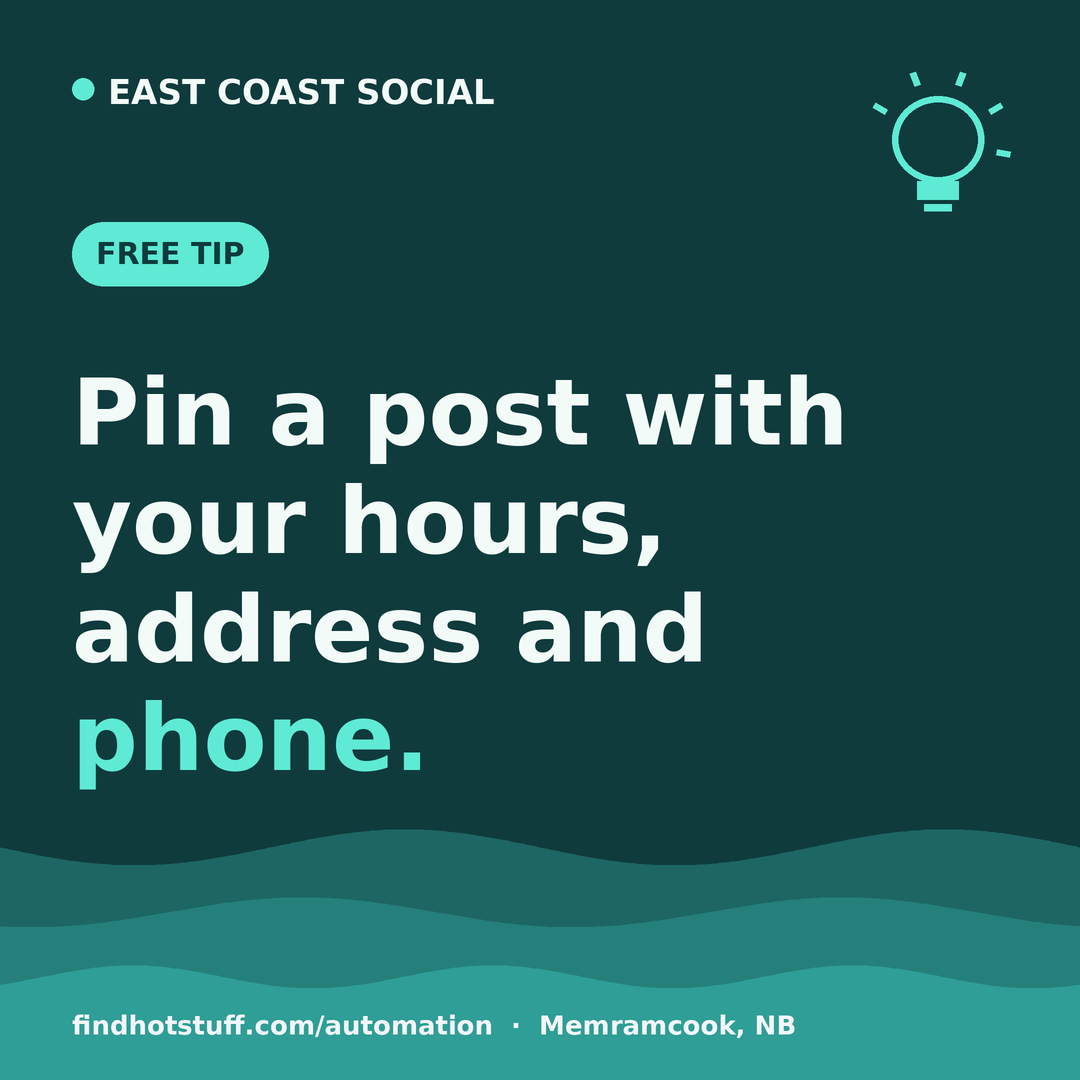 EAST COAST SOCIAL
FREE TIP
Pin a post with
your hours,
address and
phone.
findhotstuff.com/automation · Memramcook, NB